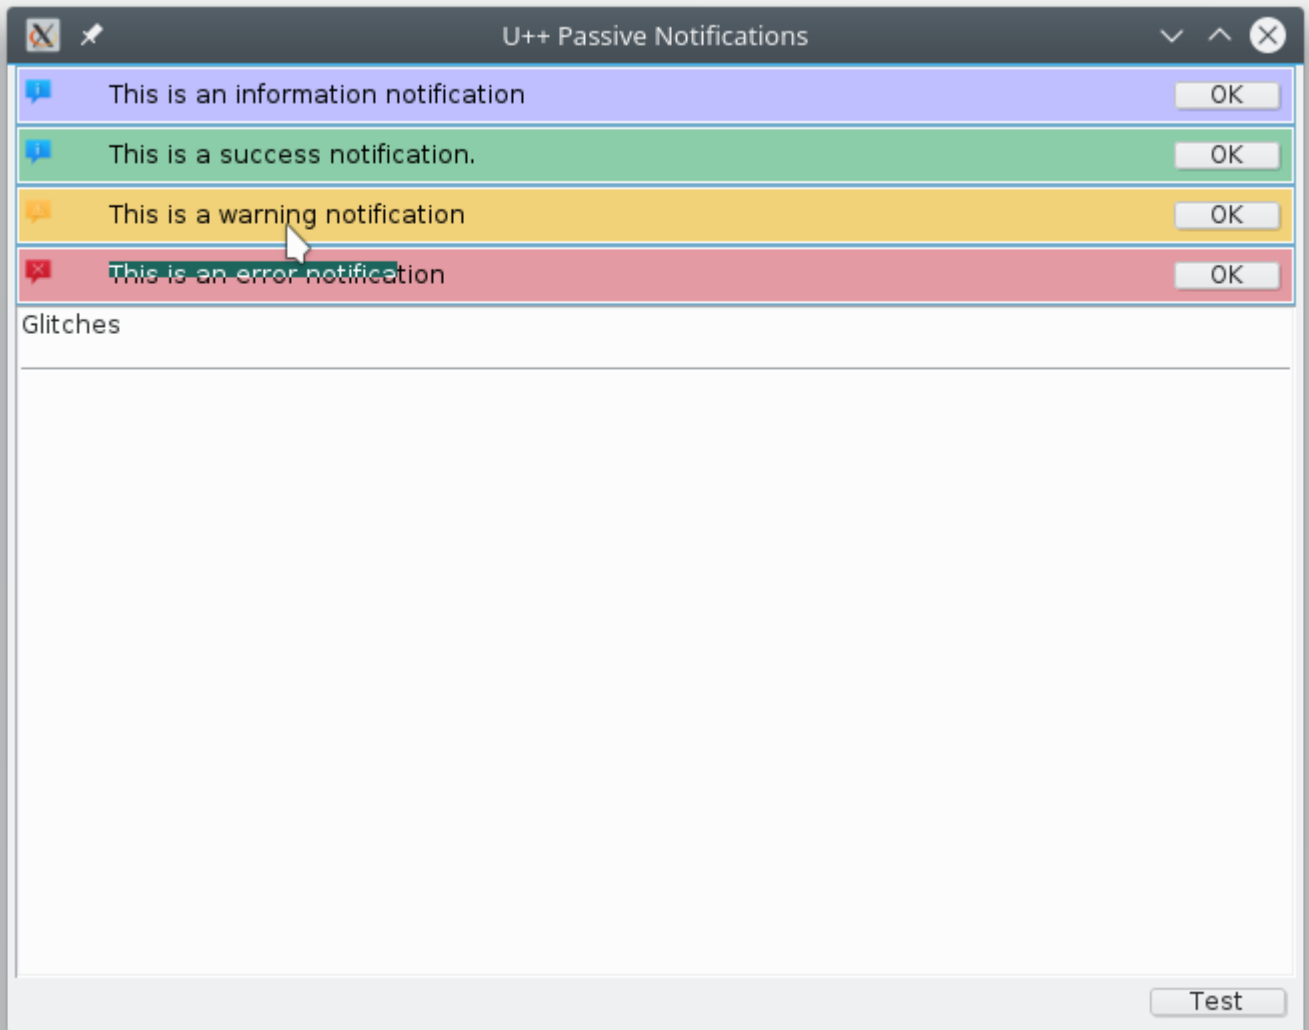 U++ Passive Notifications
This is an information notification
OK
This is a success notification.
OK
This is a warning notification
OK
This is an error notification
OK
Glitches
Test